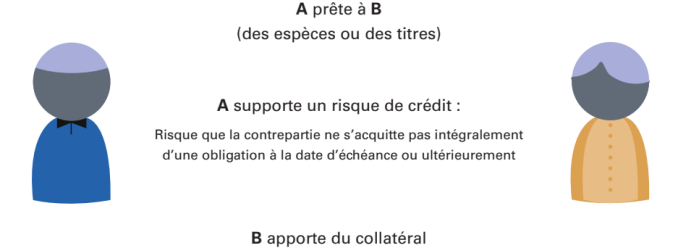 A prête à B
(des espèces ou des titres)
A supporte un risque de crédit :
Risque que la contrepartie ne s’acquitte pas intégralement
d’une obligation à la date d’échéance ou ultérieurement
B apporte du collatéral